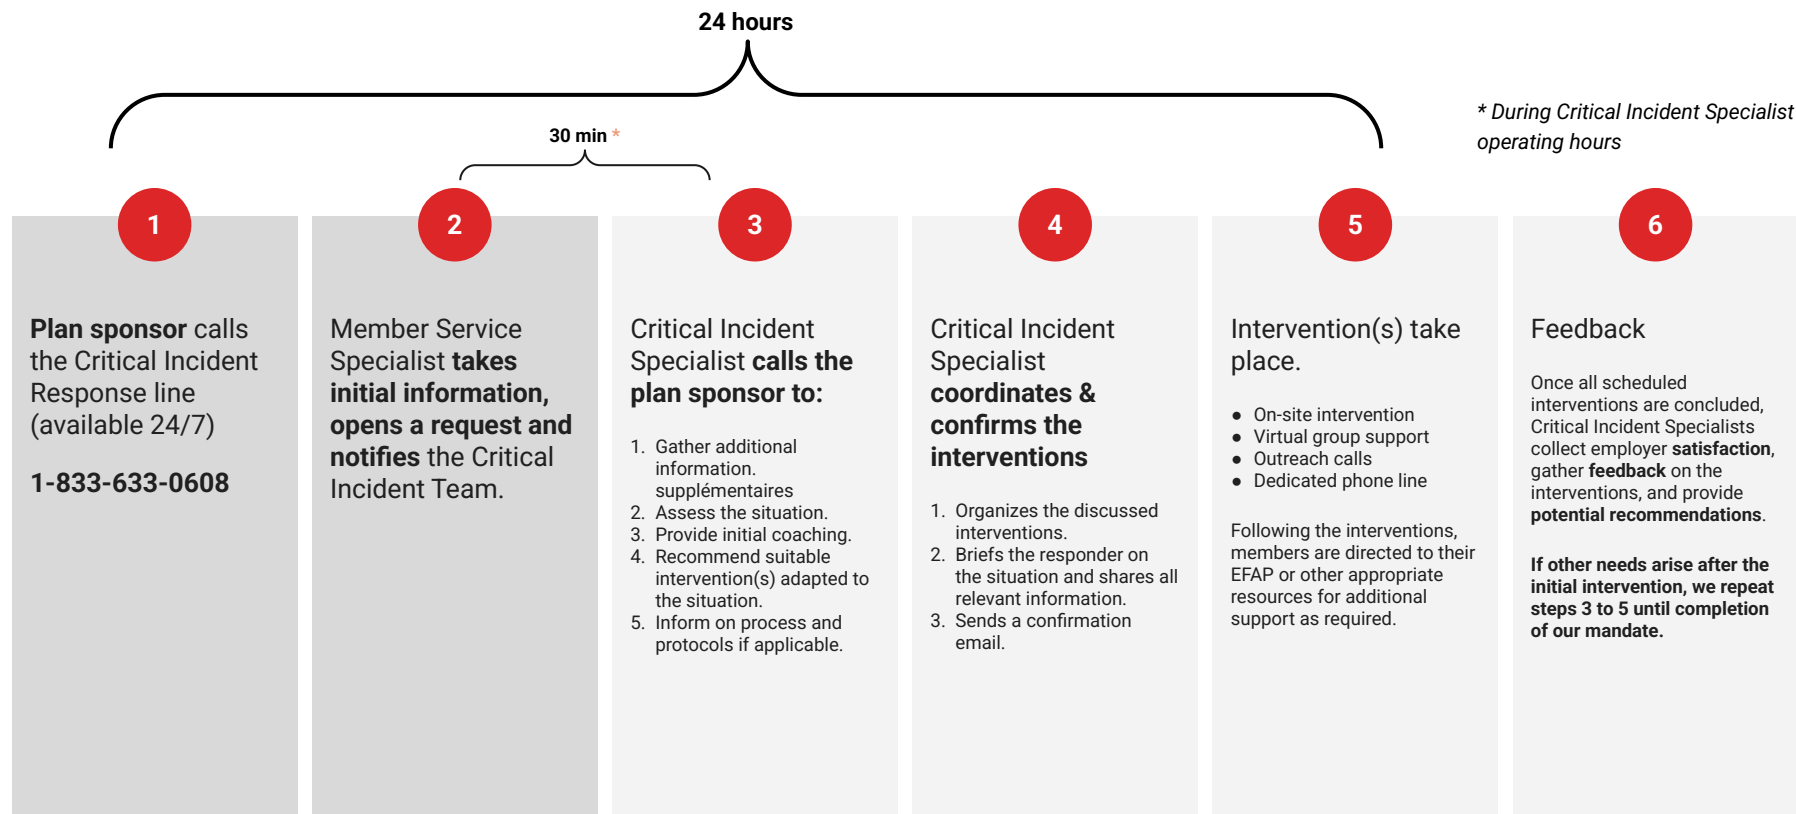 24 hours
* During Critical Incident Specialist
operating hours
30 min *
1
Plan sponsor calls
the Critical Incident
Response line
(available 24/7)
1-833-633-0608
2
Member Service
Specialist takes
initial information,
opens a request and
notifies the Critical
Incident Team.
3
Critical Incident
Specialist calls the
plan sponsor to:
1. Gather additional
information.
supplémentaires
2. Assess the situation.
3. Provide initial coaching.
4. Recommend suitable
intervention(s) adapted to
the situation.
5. Inform on process and
protocols if applicable.
4
Critical Incident
Specialist
coordinates &
confirms the
interventions
1. Organizes the discussed
interventions.
2. Briefs the responder on
the situation and shares all
relevant information.
3. Sends a confirmation
email.
5
Intervention(s) take
place.
● On-site intervention
● Virtual group support
● Outreach calls
● Dedicated phone line
Following the interventions,
members are directed to their
EFAP or other appropriate
resources for additional
support as required.
6
Feedback
Once all scheduled
interventions are concluded,
Critical Incident Specialists
collect employer satisfaction,
gather feedback on the
interventions, and provide
potential recommendations.
If other needs arise after the
initial intervention, we repeat
steps 3 to 5 until completion
of our mandate.